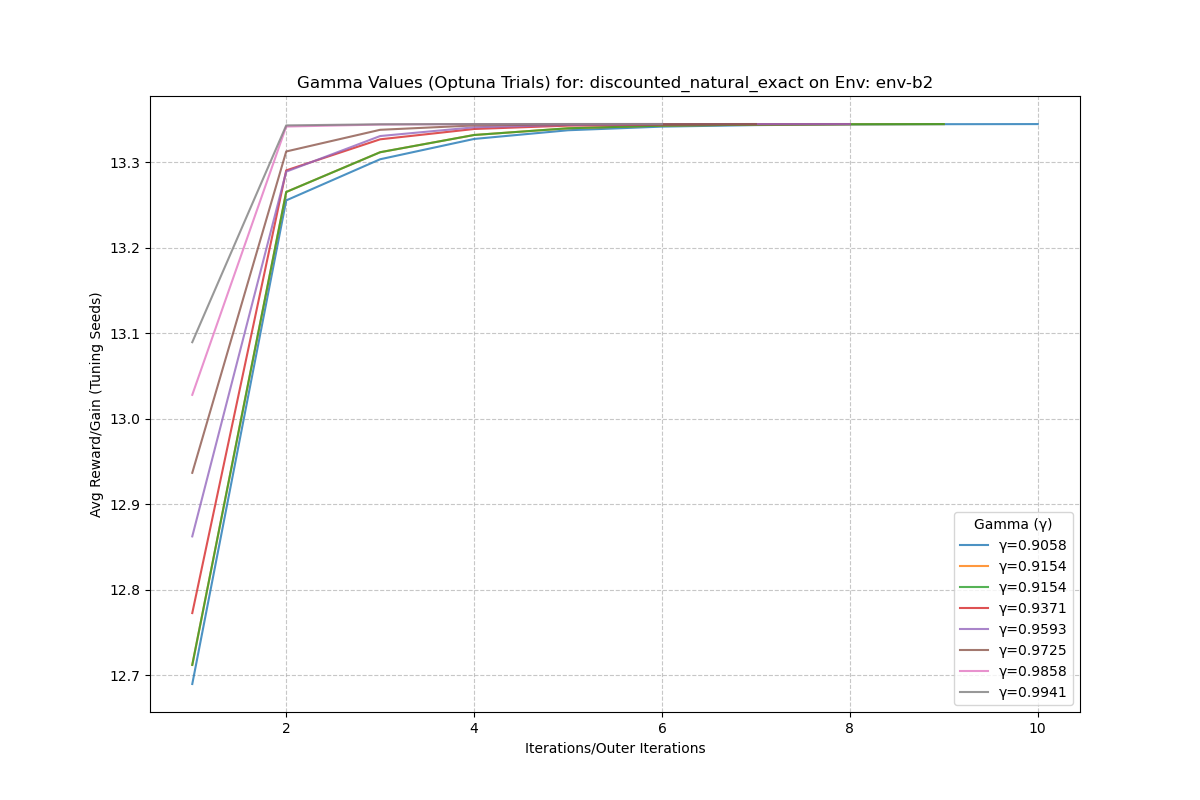 Gamma Values (Optuna Trials) for: discounted_natural_exact on Env: env-b2
Avg Reward/Gain (Tuning Seeds)
13.3
13.2
13.1
13.0
12.9
12.8
12.7
2
4
6
8
10
Iterations/Outer Iterations
Gamma (γ)
γ=0.9058
γ=0.9154
γ=0.9154
γ=0.9371
γ=0.9593
γ=0.9725
γ=0.9858
γ=0.9941